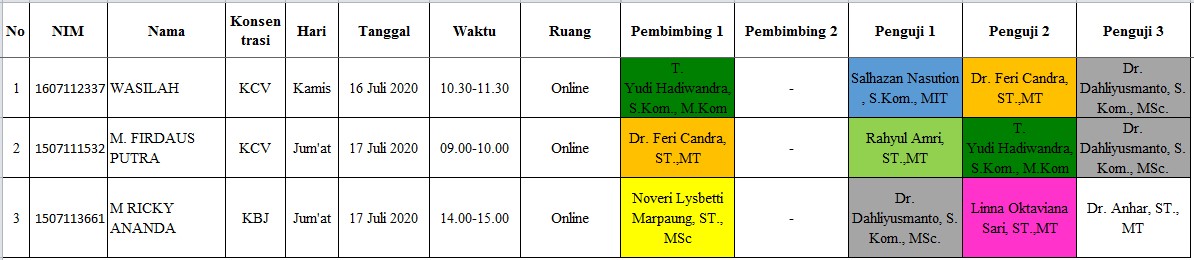 No NIM Nama Konsen trasi Hari Tanggal Waktu Ruang Pembimbing 1 Pembimbing 2 Penguji 1 Penguji 2 Penguji 3
1 1607112337 WASILAH KCV Kamis 16 Juli 2020 10.30-11.30 Online T. Yudi Hadiwandra, S.Kom., M.Kom - Salhazan Nasution , S.Kom., MIT Dr. Feri Candra, ST.,MT Dr. Dahliyusmanto, S. Kom., MSc.
2 1507111532 M. FIRDAUS PUTRA KCV Jum'at 17 Juli 2020 09.00-10.00 Online Dr. Feri Candra, ST.,MT - Rahyul Amri, ST.,MT T. Yudi Hadiwandra, S.Kom., M.Kom Dr. Dahliyusmanto, S. Kom., MSc.
3 1507113661 M RICKY ANANDA KBJ Jum'at 17 Juli 2020 14.00-15.00 Online Noveri Lysbetti Marpaung, ST., MSc - Dr. Dahliyusmanto, S. Kom., MSc. Linna Oktaviana Sari, ST.,MT Dr. Anhar, ST., MT